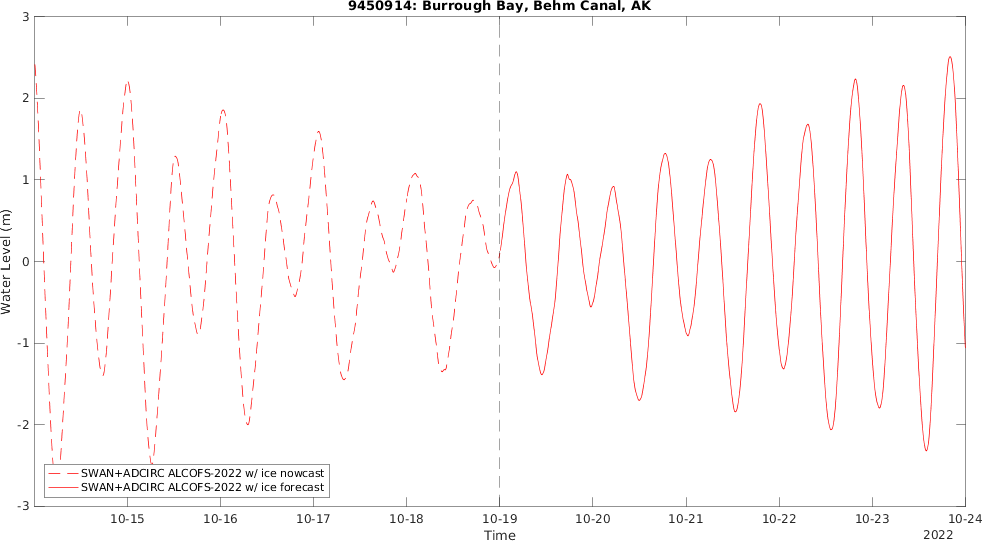 9450914: Burrough Bay, Behm Canal, AK
3
2
1
0
-1
-2
-3
Water Level (m)
SWAN+ADCIRC ALCOFS-2022 w/ ice nowcast
SWAN+ADCIRC ALCOFS-2022 w/ ice forecast
10-15 10-16 10-17 10-18 10-19 10-20 10-21 10-22 10-23 10-24
Time
2022